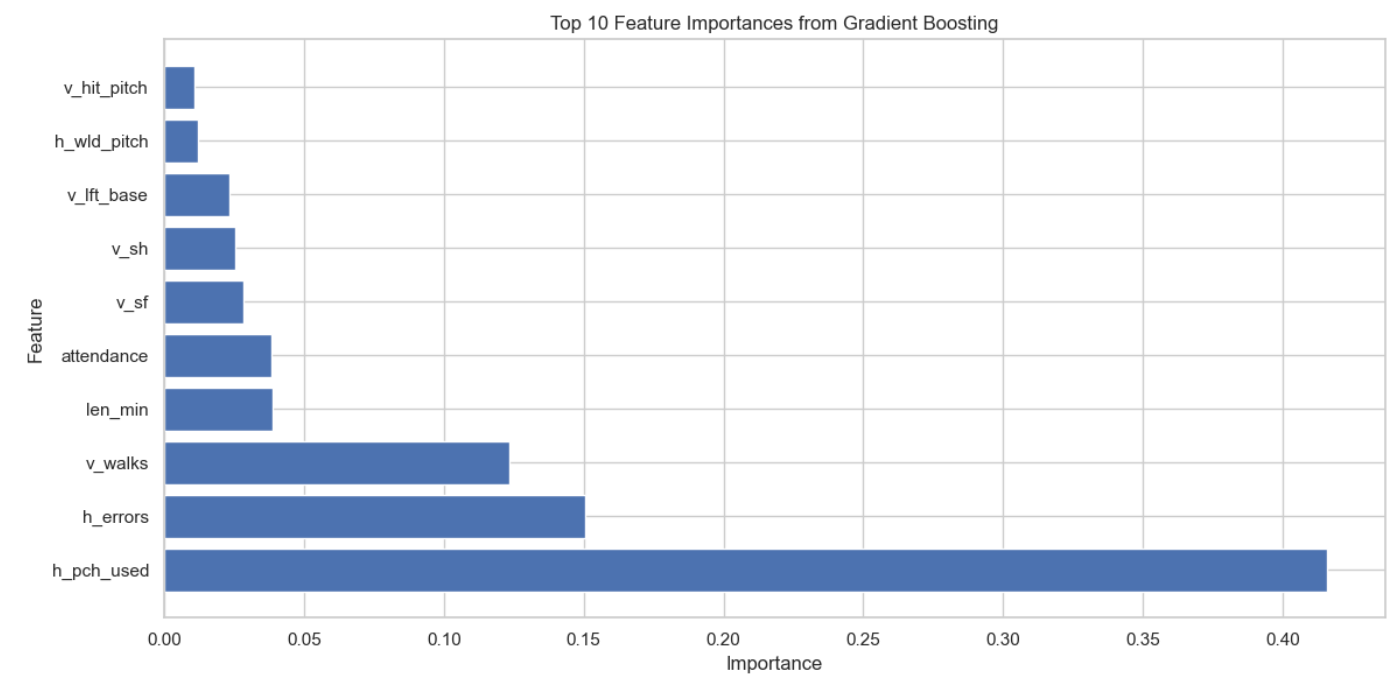 Top 10 Feature Importances from Gradient Boosting
v_hit_pitch
h_wld_pitch
v_lft_base
v_sh
v_sf
attendance
len_min
v_walks
h_errors
h_pch_used
Feature
0.00 0.05 0.10 0.15 0.20 0.25 0.30 0.35 0.40
Importance